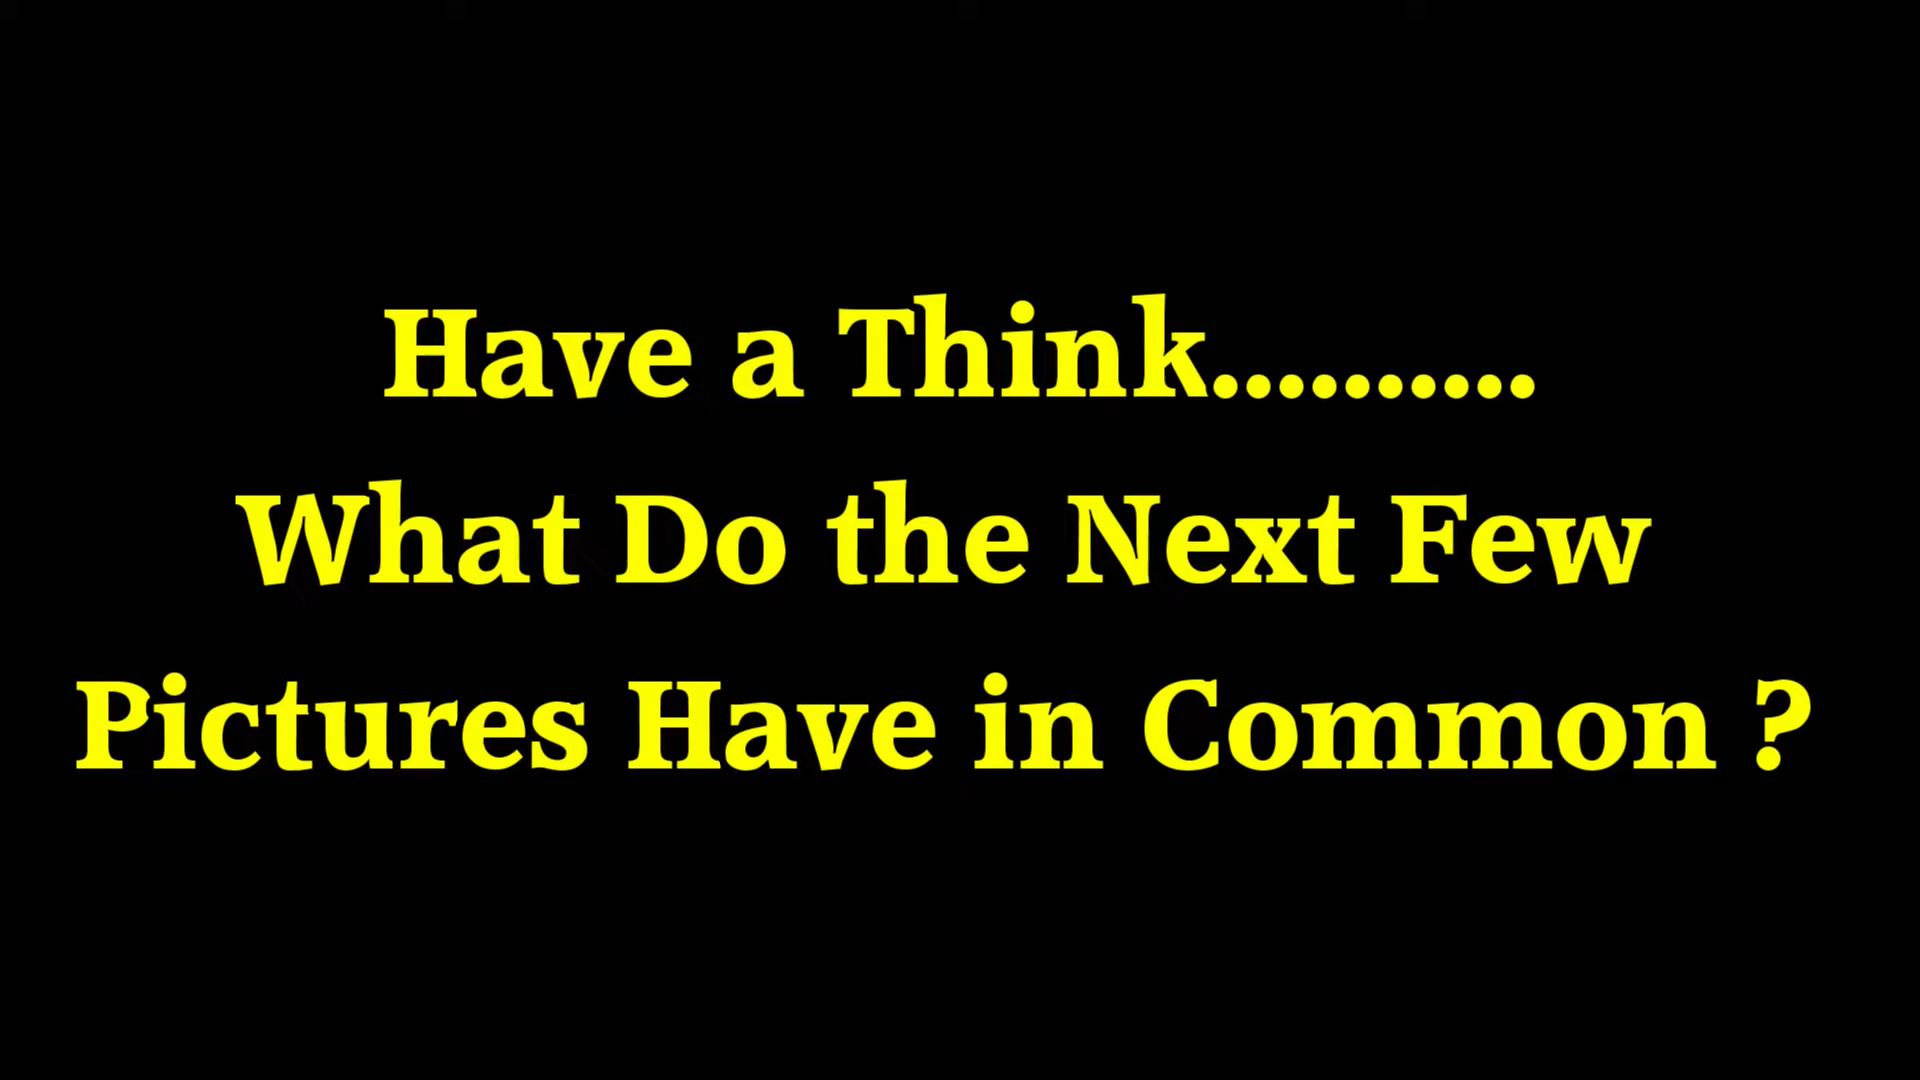 Have a Think..........
What Do the Next Few
Pictures Have in Common ?